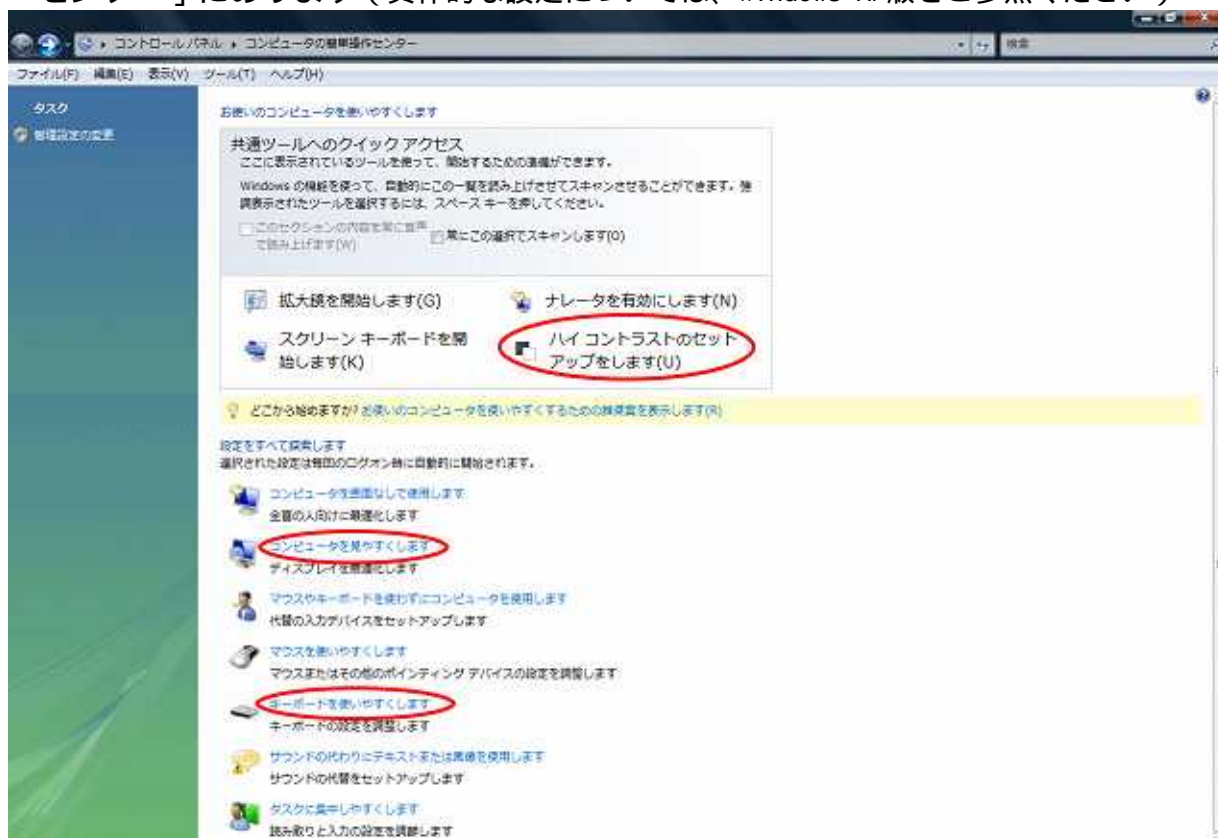 センター」にあります（具体的な設定については、Windows XP 版をご参照ください）
コントロール パネル ▸ コンピュータの簡単操作センター
検索
ファイル(F) 編集(E) 表示(V) ツール(T) ヘルプ(H)
タスク
管理設定の変更
お使いのコンピュータを使いやすくします
共通ツールへのクイック アクセス
ここに表示されているツールを使って、開始するための準備ができます。
Windows の機能を使って、自動的にこの一覧を読み上げさせてスキャンさせることができます。強
調表示されたツールを選択するには、スペース キーを押してください。
このセクションの内容を常に音声
で読み上げます(W)
常にこの選択でスキャンします(O)
拡大鏡を開始します(G)
ナレータを有効にします(N)
スクリーン キーボードを開
始します(K)
ハイ コントラストのセット
アップをします(U)
どこから始めますか? お使いのコンピュータを使いやすくするための推奨案を表示します(R)
設定をすべて探索します
選択された設定は毎回のログオン時に自動的に開始されます。
コンピュータを画面なしで使用します
全盲の人向けに最適化します
コンピュータを見やすくします
ディスプレイを最適化します
マウスやキーボードを使わずにコンピュータを使用します
代替の入力デバイスをセットアップします
マウスを使いやすくします
マウスまたはその他のポインティング デバイスの設定を調整します
キーボードを使いやすくします
キーボードの設定を調整します
サウンドの代わりにテキストまたは画像を使用します
サウンドの代替をセットアップします
タスクに集中しやすくします
読み取りと入力の設定を調節します